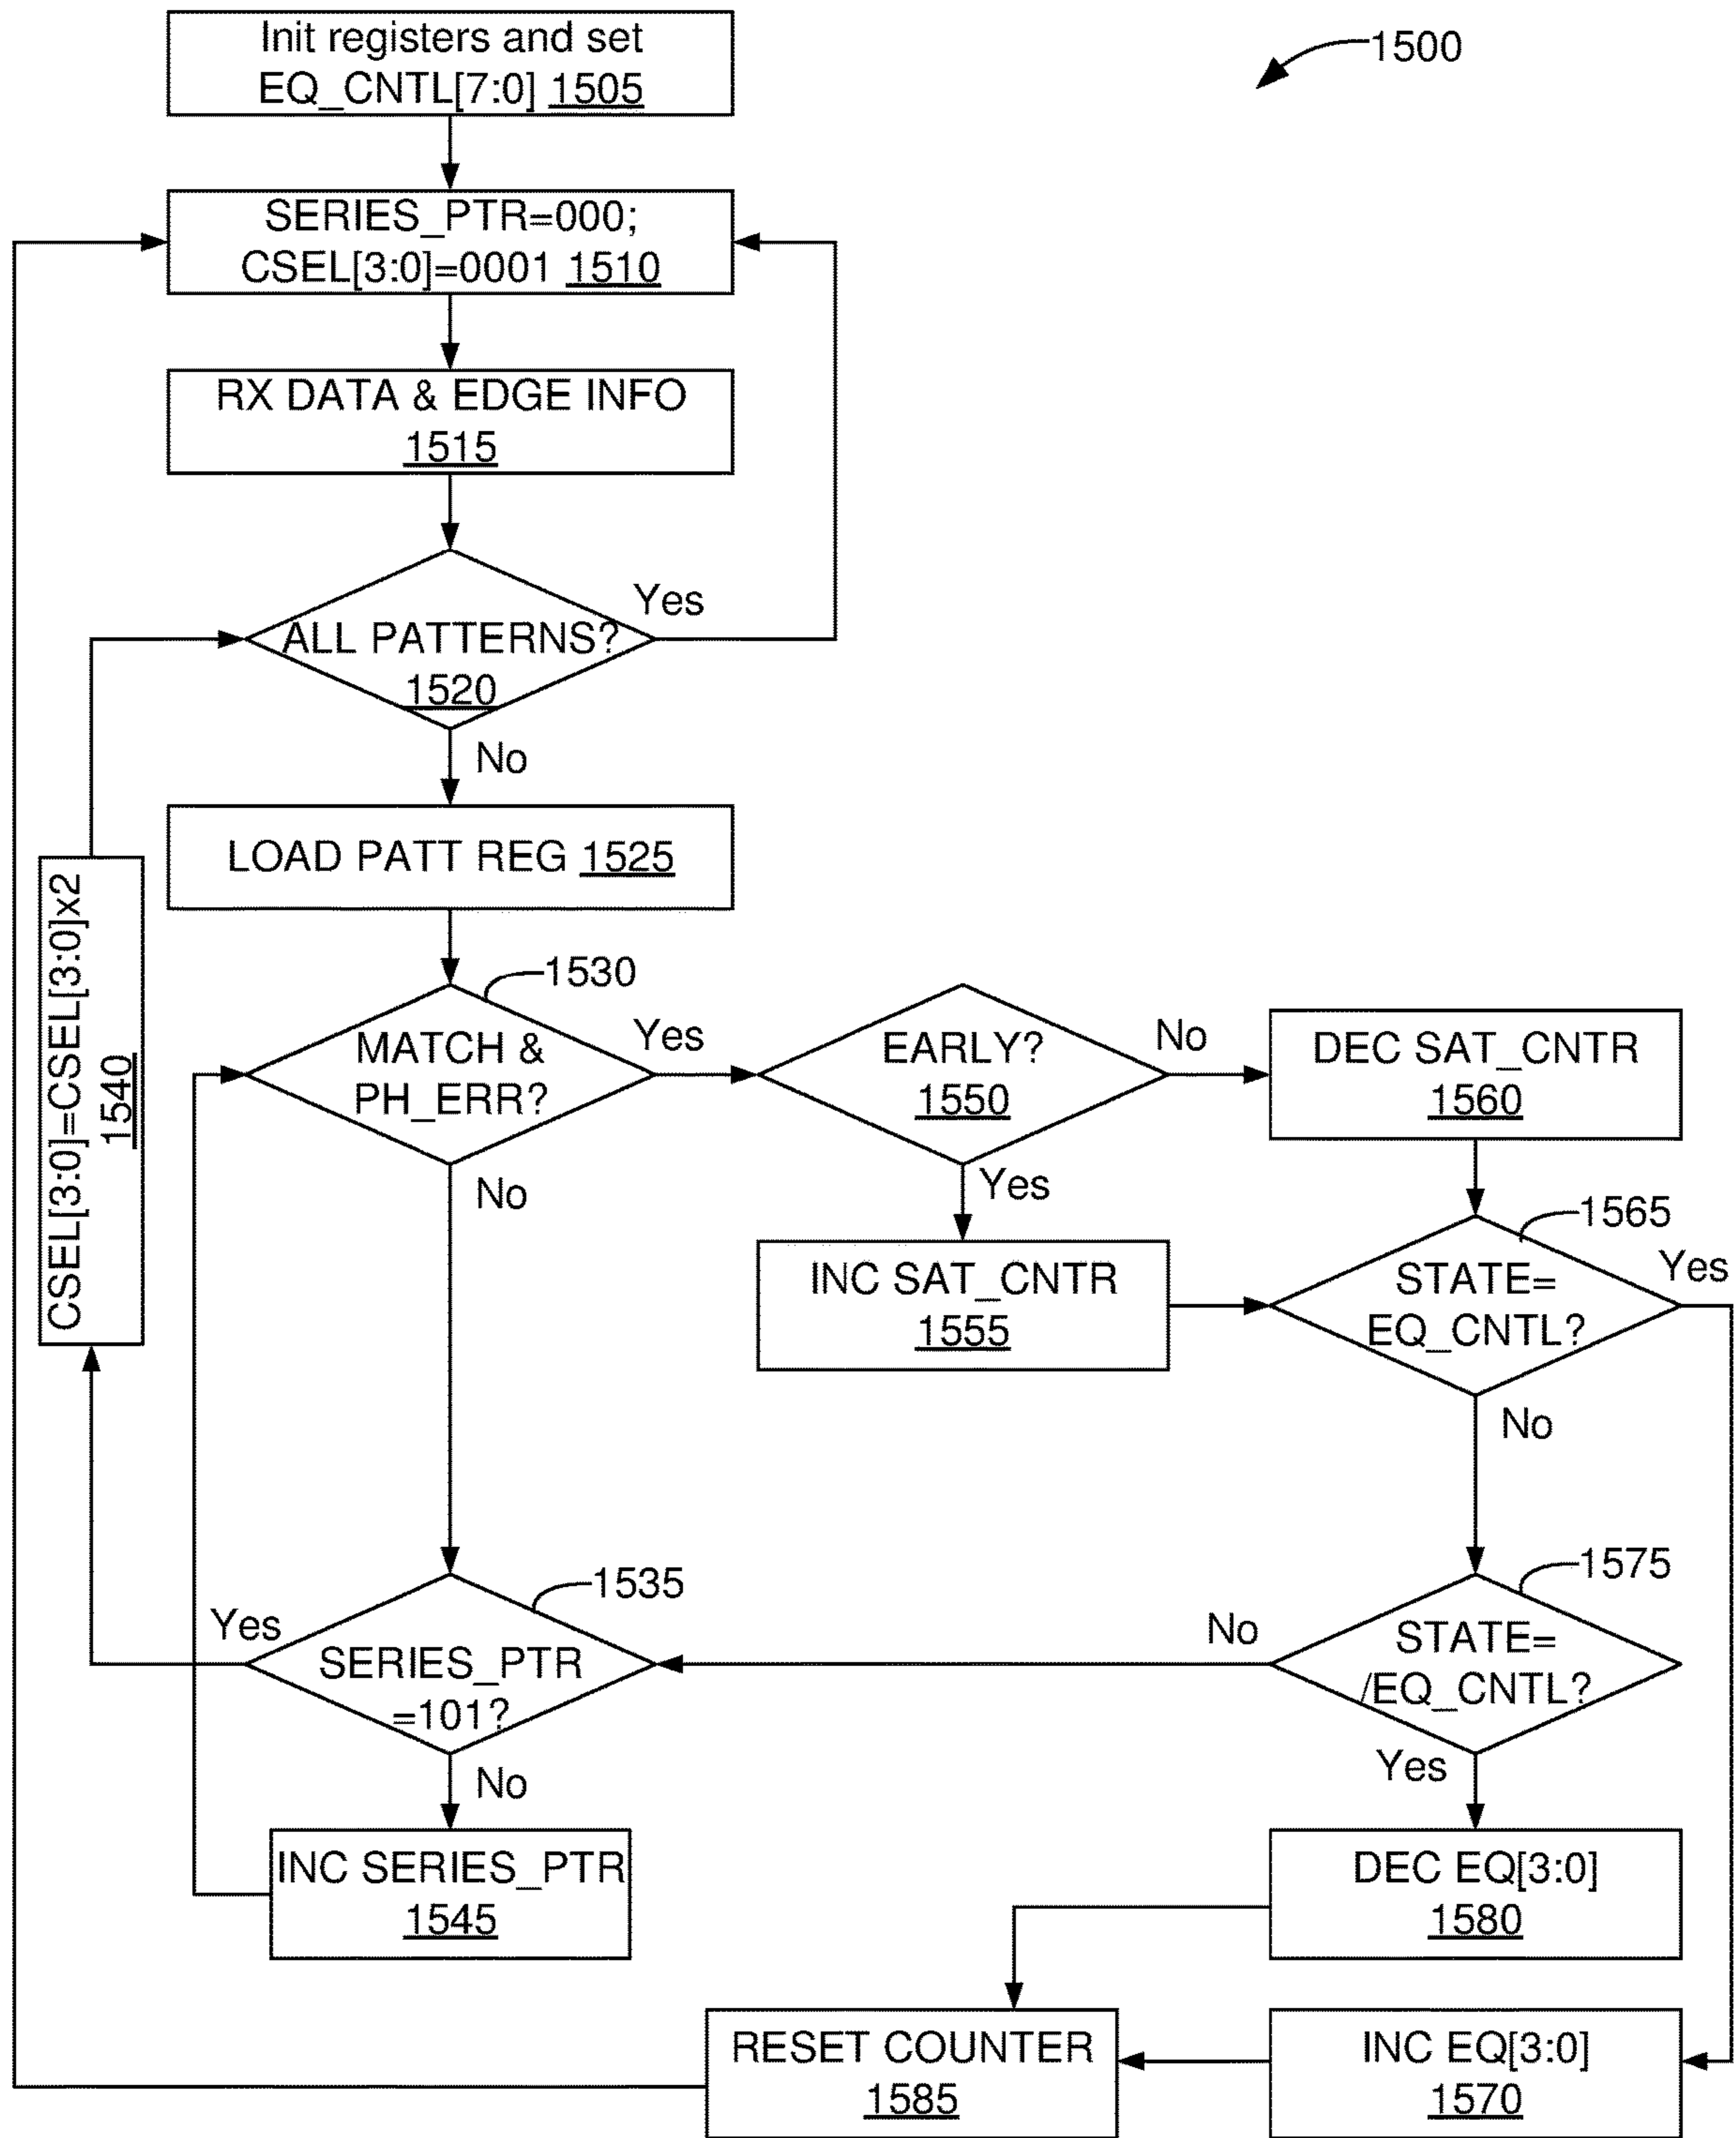 Init registers and set
EQ_CNTL[7:0] 1505
1500
SERIES_PTR=000;
CSEL[3:0]=0001 1510
RX DATA & EDGE INFO
1515
Yes
ALL PATTERNS?
1520
No
LOAD PATT REG 1525
CSEL[3:0]=CSEL[3:0]x2
1540
1530
MATCH &
PH_ERR?
Yes
No
EARLY?
1550
No
Yes
DEC SAT_CNTR
1560
INC SAT_CNTR
1555
1565
STATE=
EQ_CNTL?
Yes
No
1535
Yes
SERIES_PTR
=101?
No
1575
No
STATE=
/EQ_CNTL?
Yes
INC SERIES_PTR
1545
DEC EQ[3:0]
1580
RESET COUNTER
1585
INC EQ[3:0]
1570